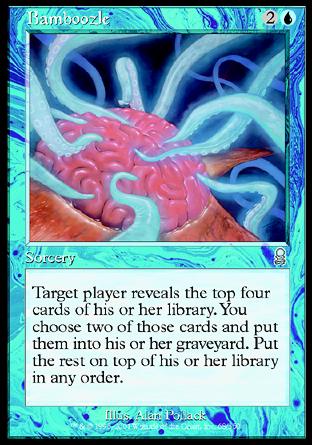 Bamboozle 2
Sorcery
Target player reveals the top four
cards of his or her library. You
choose two of those cards and put
them into his or her graveyard. Put
the rest on top of his or her library
in any order.
Illus. Alan Pollack